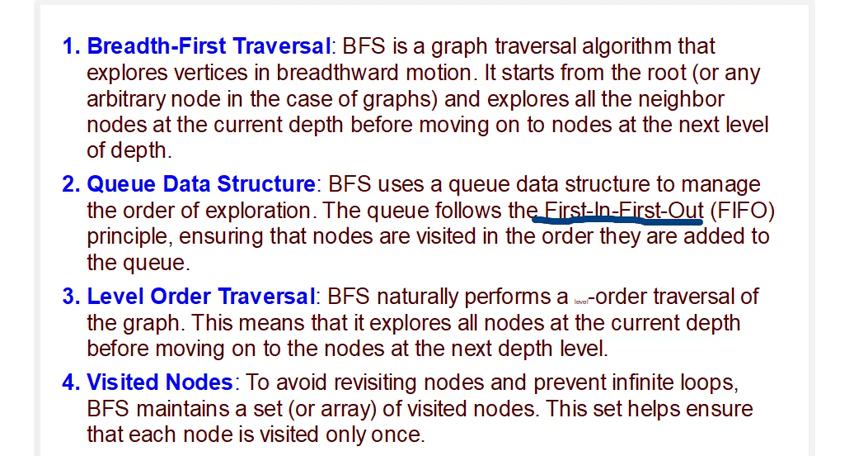 1. Breadth-First Traversal: BFS is a graph traversal algorithm that
explores vertices in breadthward motion. It starts from the root (or any
arbitrary node in the case of graphs) and explores all the neighbor
nodes at the current depth before moving on to nodes at the next level
of depth.
2. Queue Data Structure: BFS uses a queue data structure to manage
the order of exploration. The queue follows the First-In-First-Out (FIFO)
principle, ensuring that nodes are visited in the order they are added to
the queue.
3. Level Order Traversal: BFS naturally performs a level-order traversal of
the graph. This means that it explores all nodes at the current depth
before moving on to the nodes at the next depth level.
4. Visited Nodes: To avoid revisiting nodes and prevent infinite loops,
BFS maintains a set (or array) of visited nodes. This set helps ensure
that each node is visited only once.